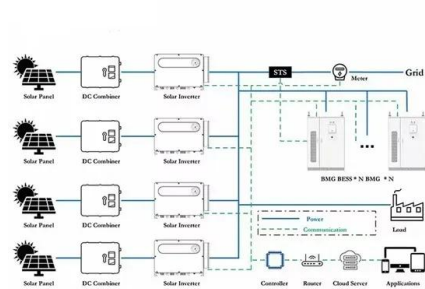 STS
Meter
Grid
Solar Panel
DC Combiner
Solar Inverter
Solar Panel
DC Combiner
Solar Inverter
BMG BESS * N BMG * N
Solar Panel
DC Combiner
Solar Inverter
Power
Communication
Load
Solar Panel
DC Combiner
Solar Inverter
Controller
Router
Cloud Server
Applications